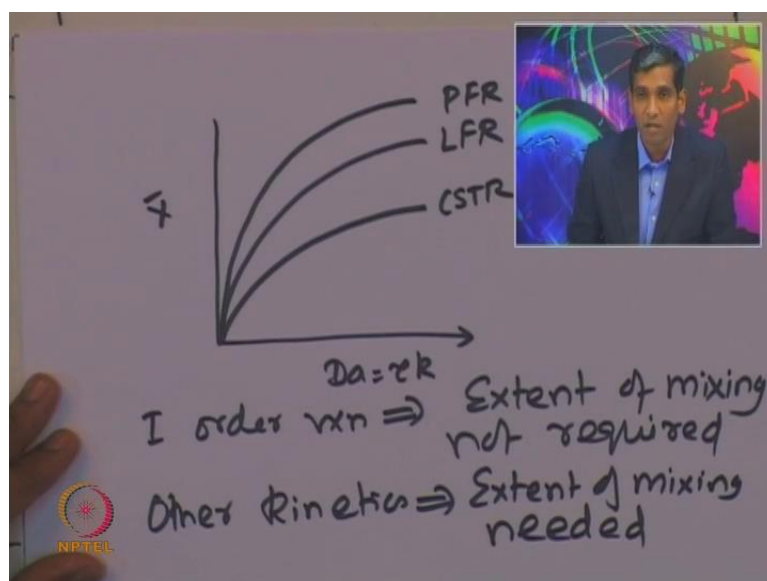 PFR
LFR
CSTR
x̄
Da = τk
I order rxn ⇒ Extent of mixing
not required
Other kinetics ⇒ Extent of mixing
needed
NPTEL